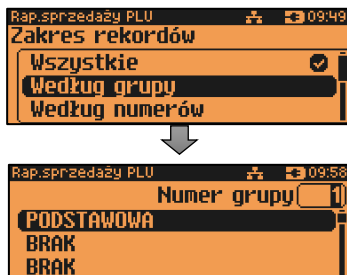 Rap.sprzedaży PLU 09:49
Zakres rekordów
Wszystkie
Według grupy
Według numerów
Rap.sprzedaży PLU 09:58
Numer grupy 1
PODSTAWOWA
BRAK
BRAK